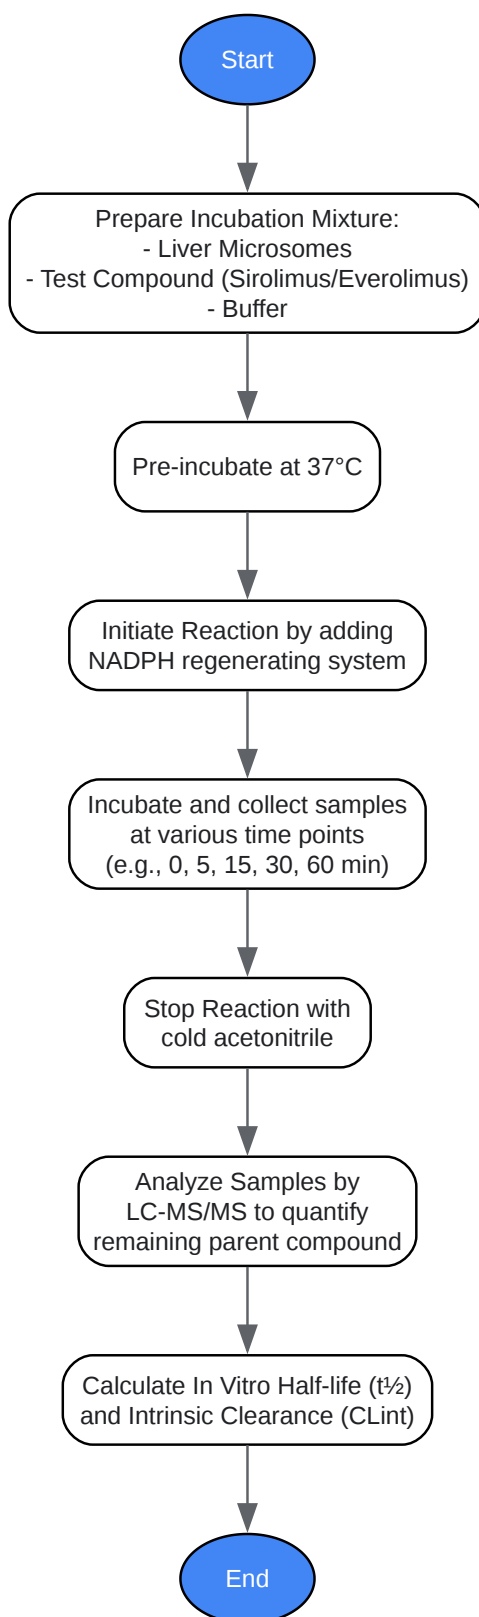 Start
Prepare Incubation Mixture:
- Liver Microsomes
- Test Compound (Sirolimus/Everolimus)
- Buffer
Pre-incubate at 37°C
Initiate Reaction by adding
NADPH regenerating system
Incubate and collect samples
at various time points
(e.g., 0, 5, 15, 30, 60 min)
Stop Reaction with
cold acetonitrile
Analyze Samples by
LC-MS/MS to quantify
remaining parent compound
Calculate In Vitro Half-life (t½)
and Intrinsic Clearance (CLint)
End